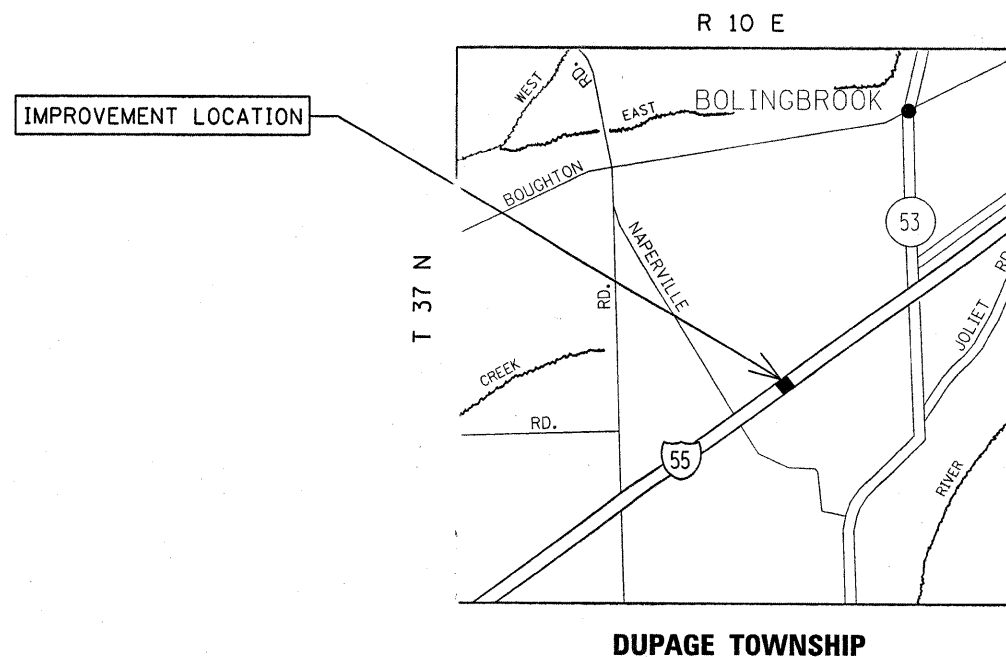 R 10 E
IMPROVEMENT LOCATION
WEST
RD.
EAST
BOLINGBROOK
BOUGHTON
53
NAPERVILLE
T 37 N
RD.
RD.
JOLIET
CREEK
RD.
55
RIVER
DUPAGE TOWNSHIP